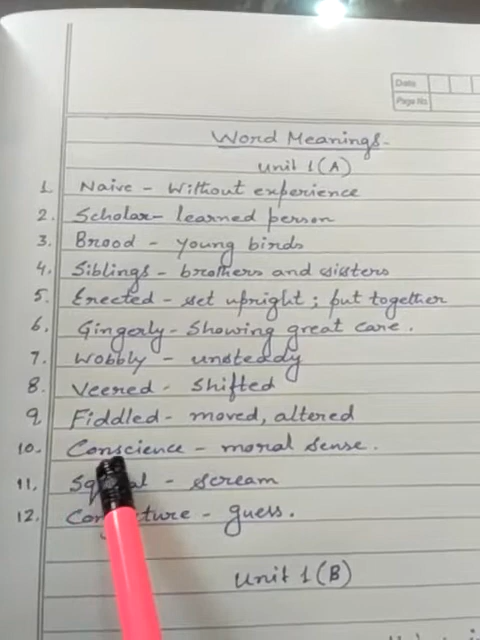 Date
Page No.
Word Meanings.
Unit 1(A)
1. Naive - Without experience
2. Scholar - learned person
3. Brood - young birds
4. Siblings - brothers and sisters
5. Erected - set upright ; put together
6. Gingerly - Showing great care.
7. Wobbly - unsteady
8. Veered - Shifted
9 Fiddled - moved, altered
10. Conscience - moral sense.
11. - scream
12. - guess.
Unit 1(B)